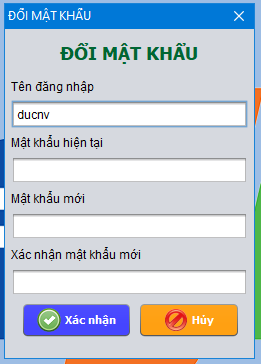 ĐỔI MẬT KHẨU
ĐỔI MẬT KHẨU
Tên đăng nhập
ducnv
Mật khẩu hiện tại
Mật khẩu mới
Xác nhận mật khẩu mới
Xác nhận
Hủy